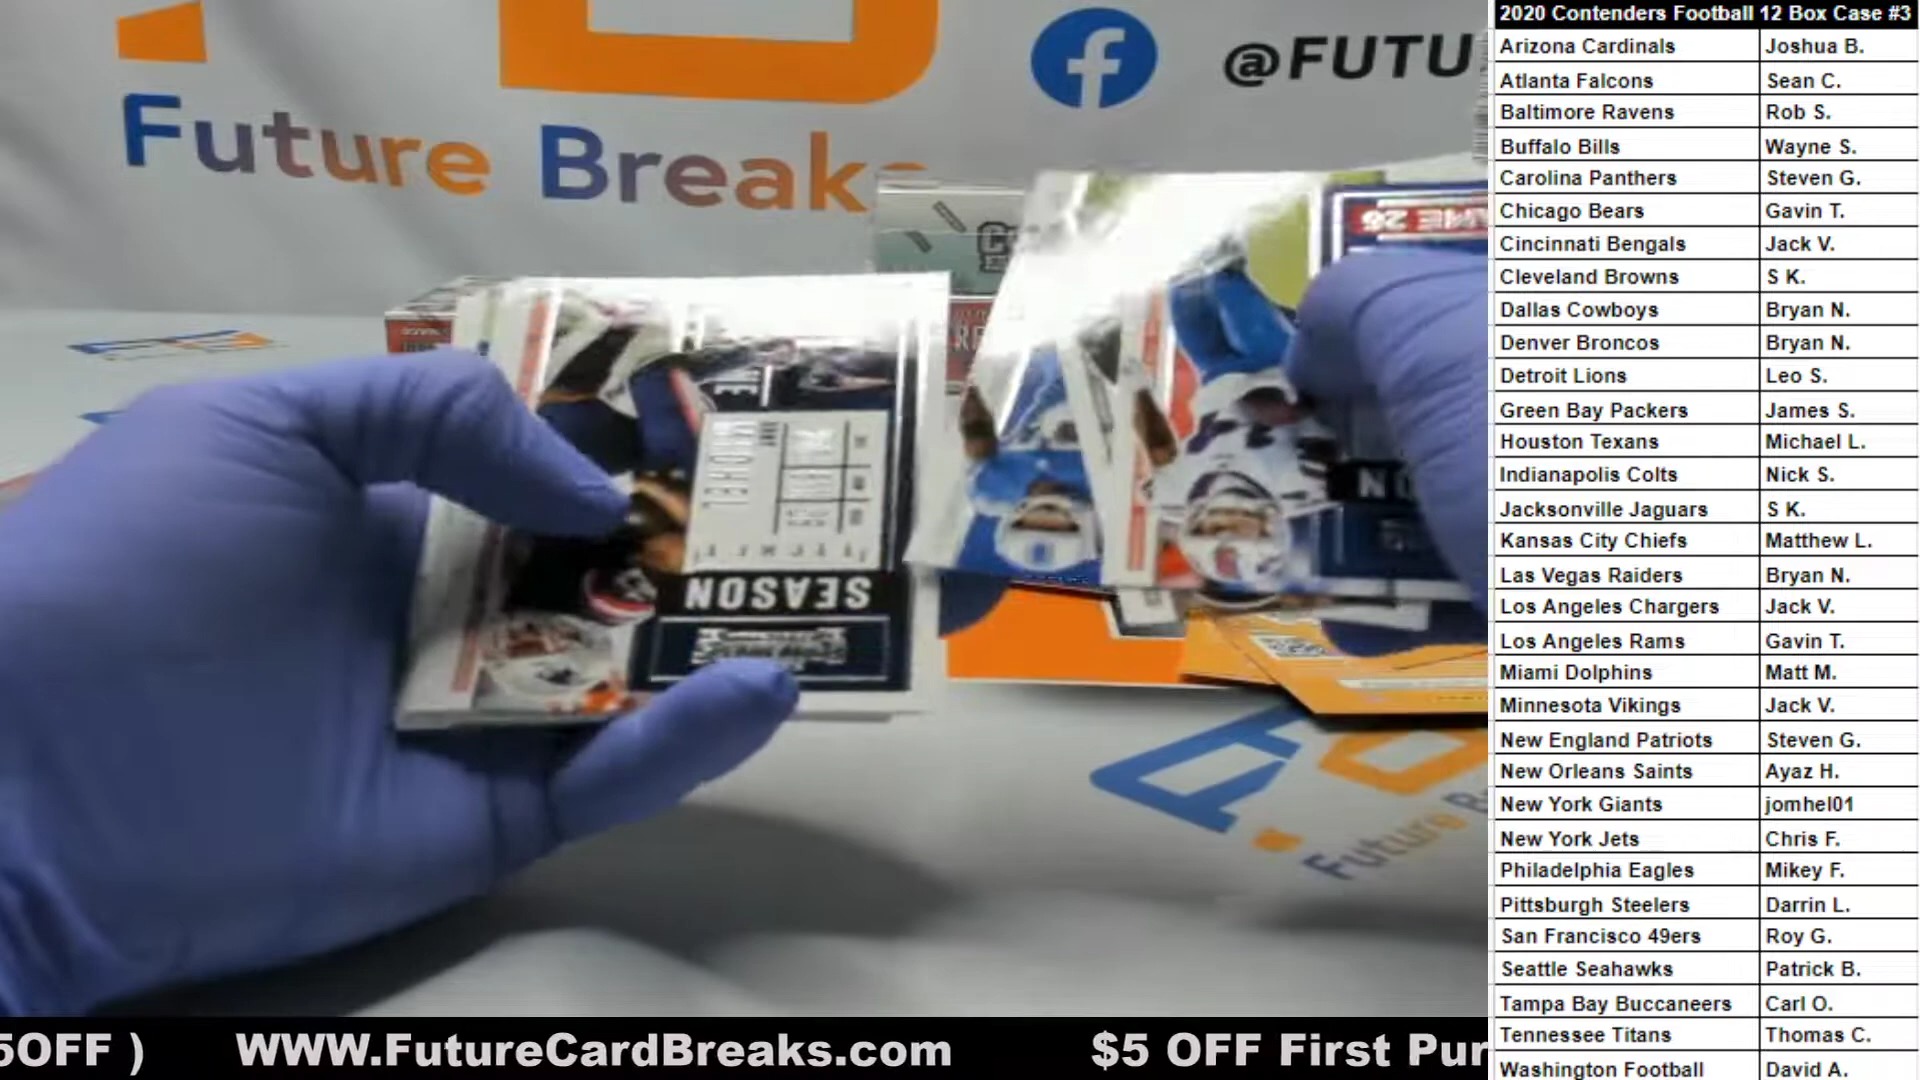 Future Breaks
@FUTU
2020 Contenders Football 12 Box Case #3
Arizona Cardinals Joshua B.
Atlanta Falcons Sean C.
Baltimore Ravens Rob S.
Buffalo Bills Wayne S.
Carolina Panthers Steven G.
Chicago Bears Gavin T.
Cincinnati Bengals Jack V.
Cleveland Browns S K.
Dallas Cowboys Bryan N.
Denver Broncos Bryan N.
Detroit Lions Leo S.
Green Bay Packers James S.
Houston Texans Michael L.
Indianapolis Colts Nick S.
Jacksonville Jaguars S K.
Kansas City Chiefs Matthew L.
Las Vegas Raiders Bryan N.
Los Angeles Chargers Jack V.
Los Angeles Rams Gavin T.
Miami Dolphins Matt M.
Minnesota Vikings Jack V.
New England Patriots Steven G.
New Orleans Saints Ayaz H.
New York Giants jomhel01
New York Jets Chris F.
Philadelphia Eagles Mikey F.
Pittsburgh Steelers Darrin L.
San Francisco 49ers Roy G.
Seattle Seahawks Patrick B.
Tampa Bay Buccaneers Carl O.
Tennessee Titans Thomas C.
Washington Football David A.
SEASON
TICKET
Future B
5OFF ) WWW.FutureCardBreaks.com $5 OFF First Pur